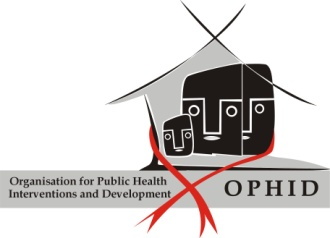 Organisation for Public Health
Interventions and Development
OPHID